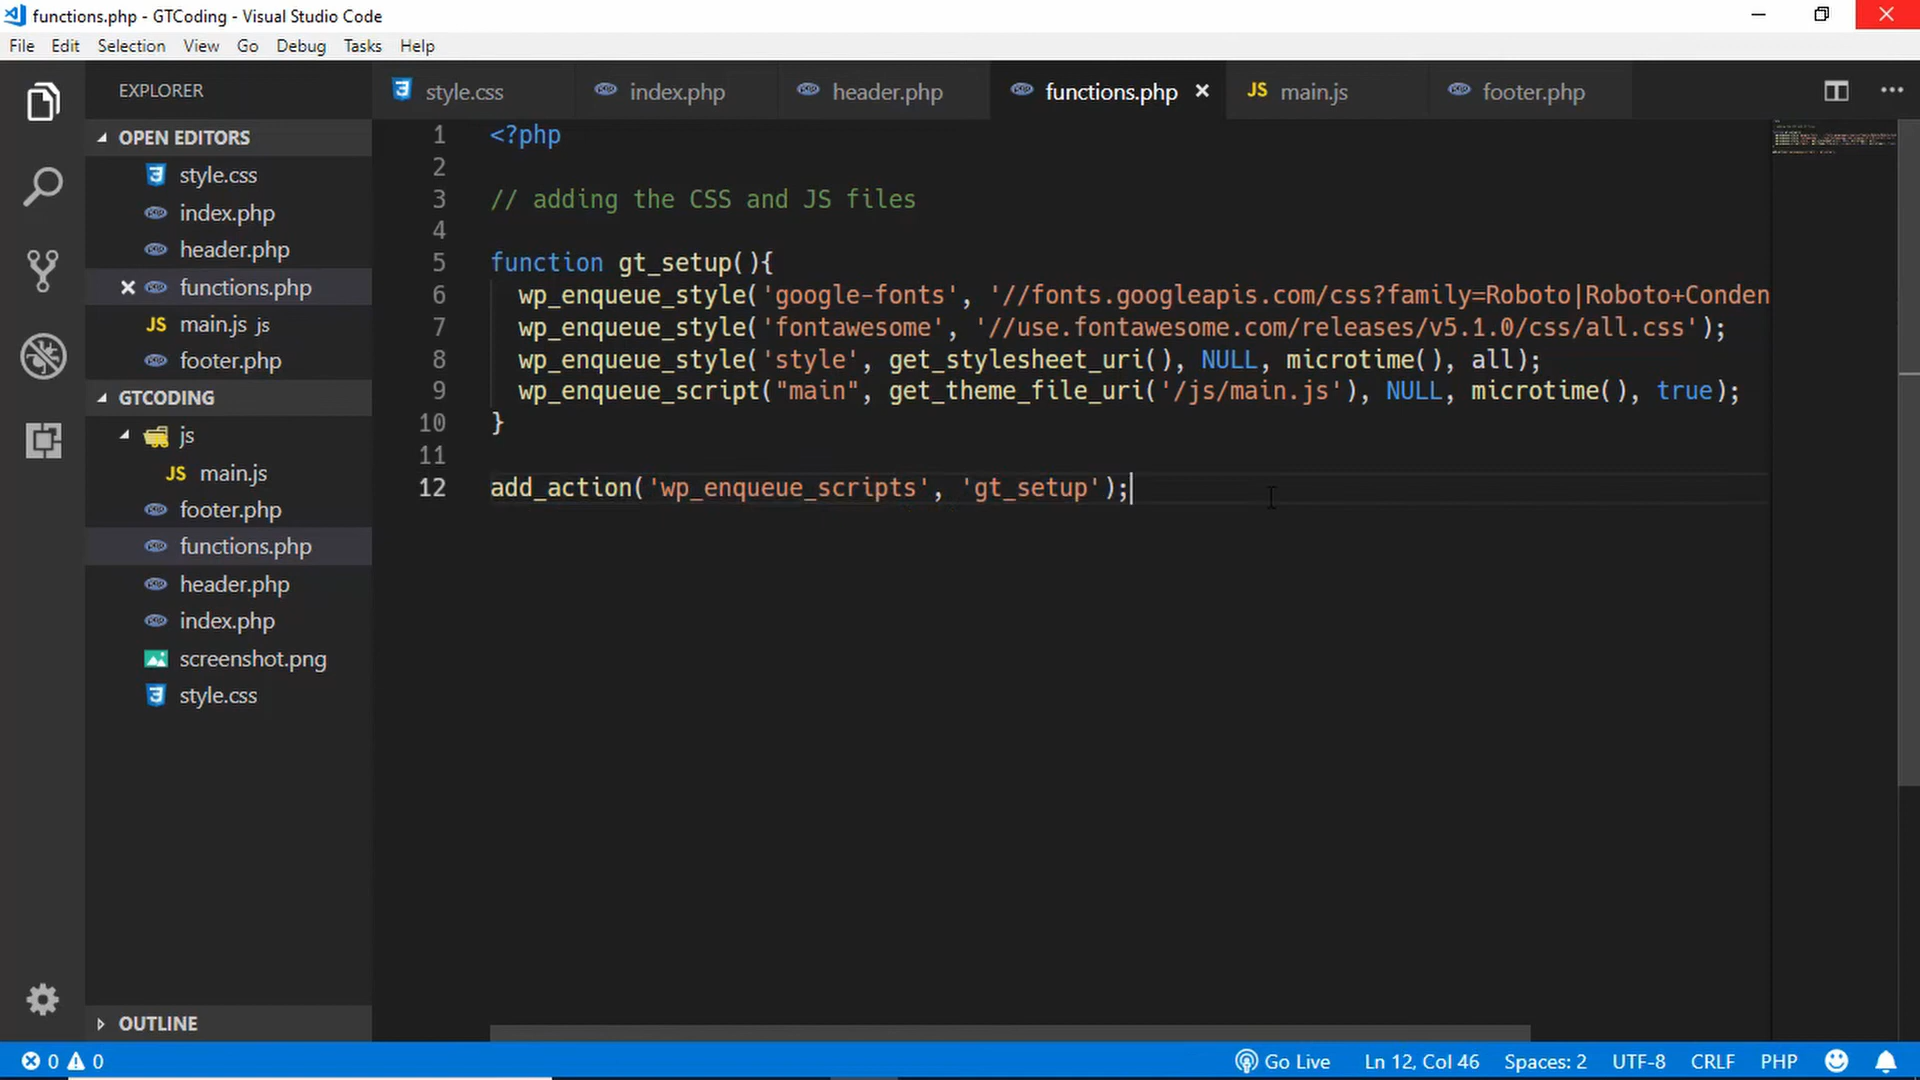 functions.php - GTCoding - Visual Studio Code
File Edit Selection View Go Debug Tasks Help
EXPLORER
style.css index.php header.php functions.php JS main.js footer.php
OPEN EDITORS
style.css
index.php
header.php
functions.php
JS main.js js
footer.php
GTCODING
js
JS main.js
footer.php
functions.php
header.php
index.php
screenshot.png
style.css
OUTLINE
1 <?php
2
3 // adding the CSS and JS files
4
5 function gt_setup(){
6 wp_enqueue_style('google-fonts', '//fonts.googleapis.com/css?family=Roboto|Roboto+Conden
7 wp_enqueue_style('fontawesome', '//use.fontawesome.com/releases/v5.1.0/css/all.css');
8 wp_enqueue_style('style', get_stylesheet_uri(), NULL, microtime(), all);
9 wp_enqueue_script("main", get_theme_file_uri('/js/main.js'), NULL, microtime(), true);
10 }
11
12 add_action('wp_enqueue_scripts', 'gt_setup');
0 0 Go Live Ln 12, Col 46 Spaces: 2 UTF-8 CRLF PHP